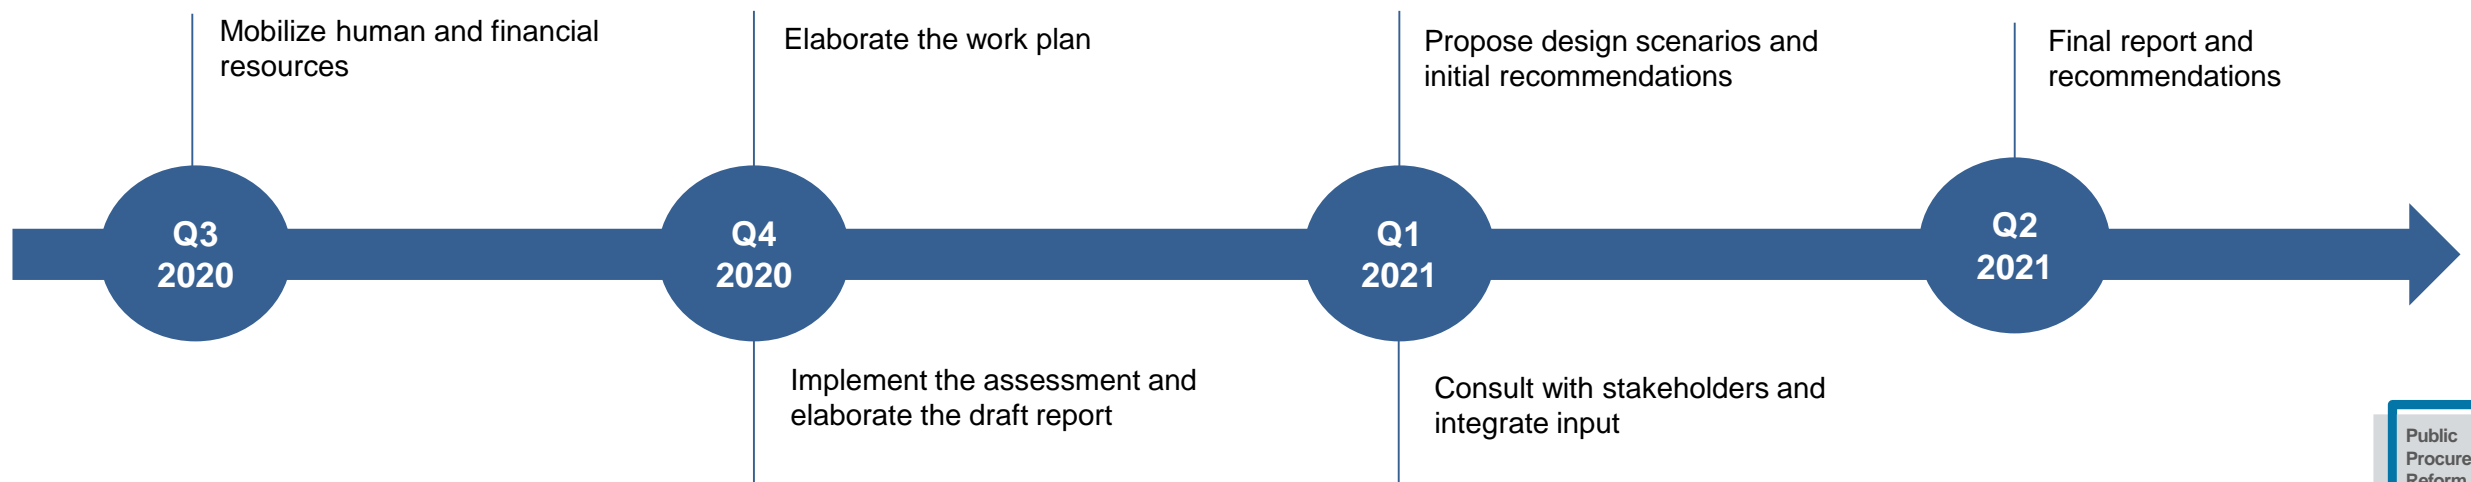 Mobilize human and financial
resources
Elaborate the work plan
Propose design scenarios and
initial recommendations
Final report and
recommendations
Q3
2020
Q4
2020
Q1
2021
Q2
2021
Implement the assessment and
elaborate the draft report
Consult with stakeholders and
integrate input
Public
Procure
Reform